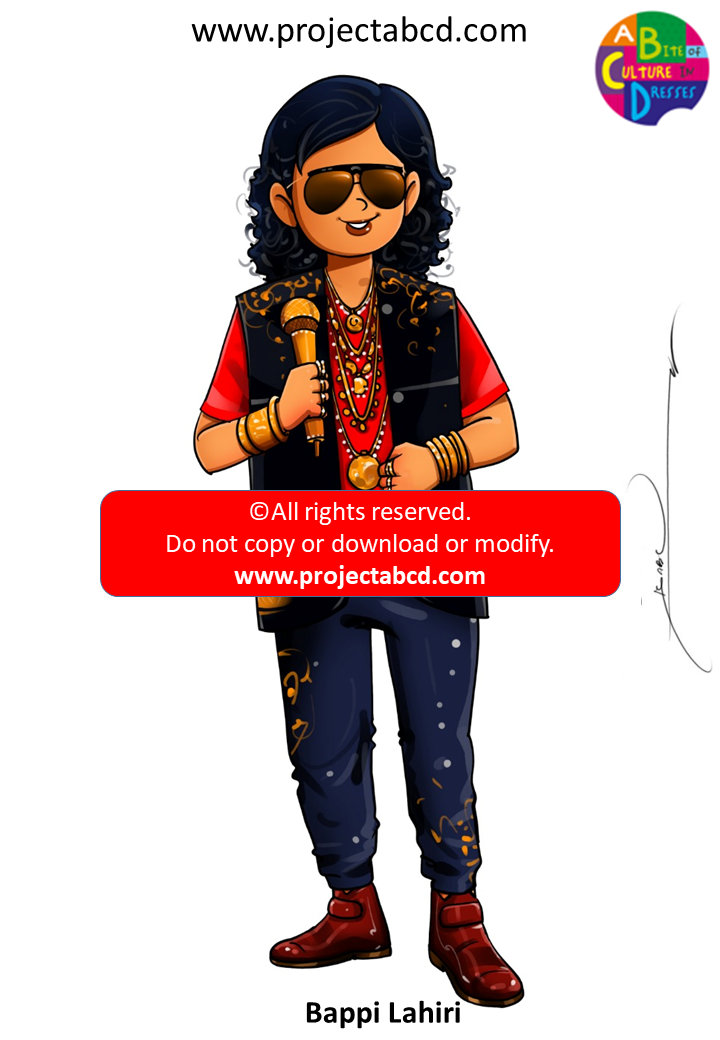 www.projectabcd.com
A BITE OF
CULTURE IN
DRESSES
©All rights reserved.
Do not copy or download or modify.
www.projectabcd.com
Bappi Lahiri